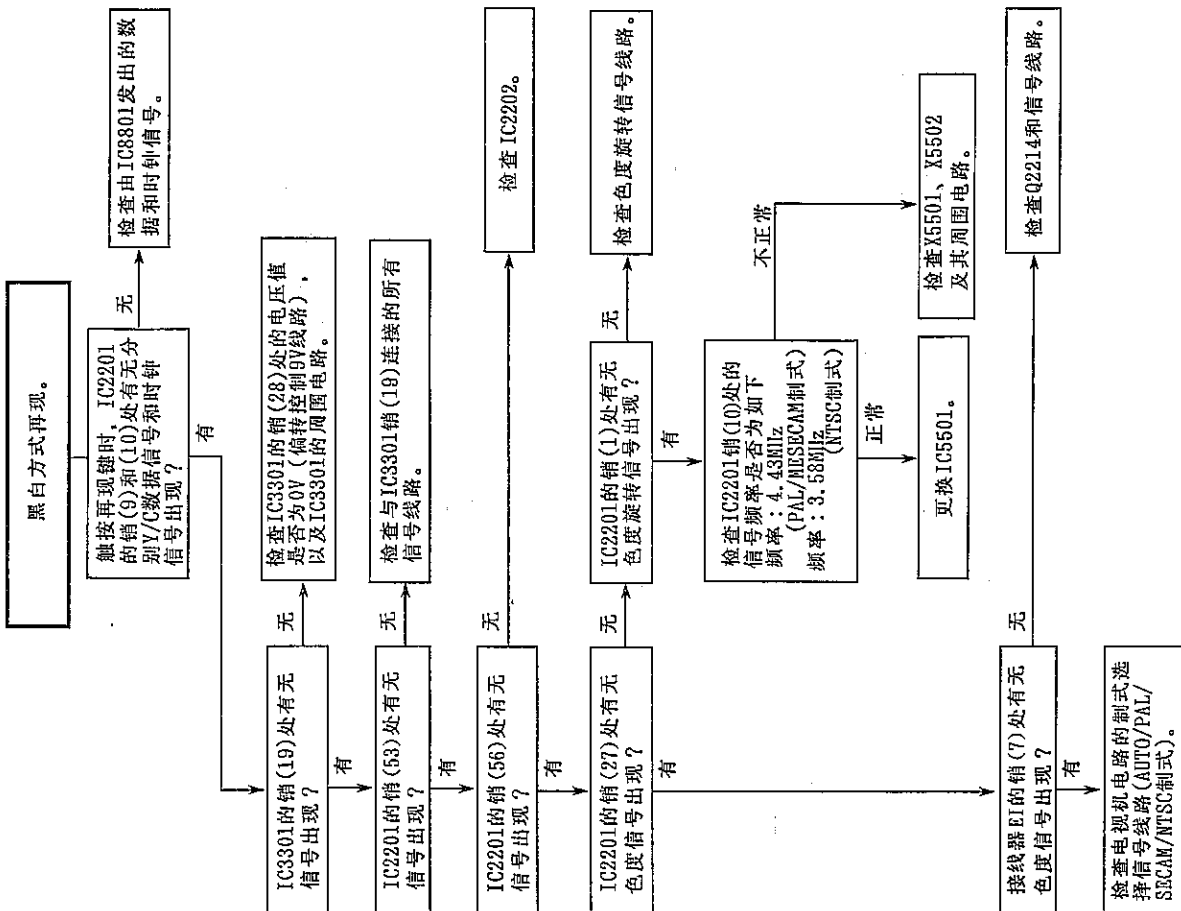 黑白方式再现。
触按再现键时，IC2201
的销(9)和(10)处有无分
别Y/C数据信号和时钟
信号出现？
无
检查由IC8801发出的数
据和时钟信号。
有
IC3301的销(19)处有无
信号出现？
无
检查IC3301的销(28)处的电压值
是否为0V (偏转控制9V线路)，
以及IC3301的周围电路。
有
IC2201的销(53)处有无
信号出现？
无
检查与IC3301销(19)连接的所有
信号线路。
有
IC2201的销(56)处有无
信号出现？
无
检查IC2202。
有
IC2201的销(27)处有无
色度信号出现？
无
IC2201的销(1)处有无
色度旋转信号出现？
无
检查色度旋转信号线路。
有
检查IC2201销(10)处的
信号频率是否为如下
频率：4.43MHz
(PAL/MESECAM制式)
频率：3.58MHz
(NTSC制式)
不正常
检查X5501、X5502
及其周围电路。
正常
更换IC5501。
有
接线器EI的销(7)处有无
色度信号出现？
无
检查Q2214和信号线路。
有
检查电视机电路的制式选
择信号线路(AUTO/PAL/
SECAM/NTSC制式)。